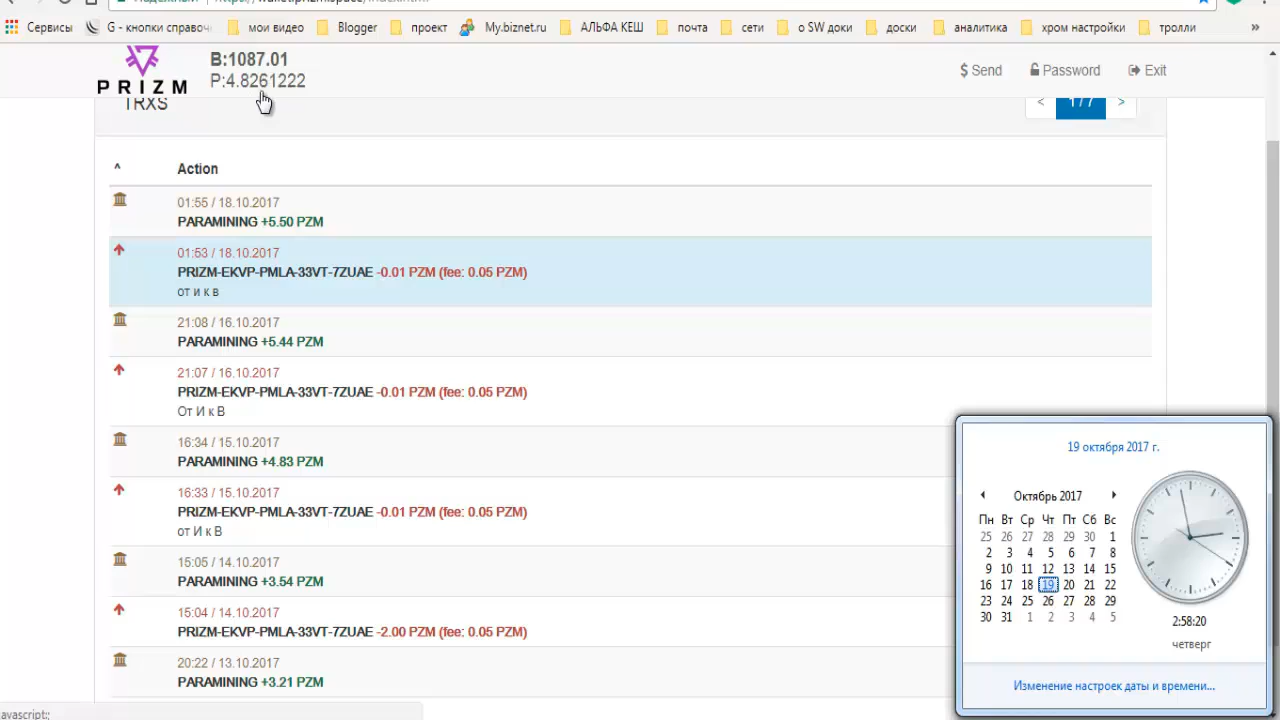 Сервисы G - кнопки справо мои видео Blogger проект My.biznet.ru АЛЬФА КЕШ почта сети о SW доки доски аналитика хром настройки тролли »
PRIZM
B:1087.01
P:4.8261222
$ Send Password Exit
TRXS
< 1 / 7 >
^ Action
01:55 / 18.10.2017
PARAMINING +5.50 PZM
01:53 / 18.10.2017
PRIZM-EKVP-PMLA-33VT-7ZUAE -0.01 PZM (fee: 0.05 PZM)
от и к в
21:08 / 16.10.2017
PARAMINING +5.44 PZM
21:07 / 16.10.2017
PRIZM-EKVP-PMLA-33VT-7ZUAE -0.01 PZM (fee: 0.05 PZM)
От И к В
16:34 / 15.10.2017
PARAMINING +4.83 PZM
16:33 / 15.10.2017
PRIZM-EKVP-PMLA-33VT-7ZUAE -0.01 PZM (fee: 0.05 PZM)
от И к В
15:05 / 14.10.2017
PARAMINING +3.54 PZM
15:04 / 14.10.2017
PRIZM-EKVP-PMLA-33VT-7ZUAE -2.00 PZM (fee: 0.05 PZM)
20:22 / 13.10.2017
PARAMINING +3.21 PZM
19 октября 2017 г.
Октябрь 2017
Пн Вт Ср Чт Пт Сб Вс
25 26 27 28 29 30 1
2 3 4 5 6 7 8
9 10 11 12 13 14 15
16 17 18 19 20 21 22
23 24 25 26 27 28 29
30 31 1 2 3 4 5
2:58:20
четверг
Изменение настроек даты и времени...
avascript:;